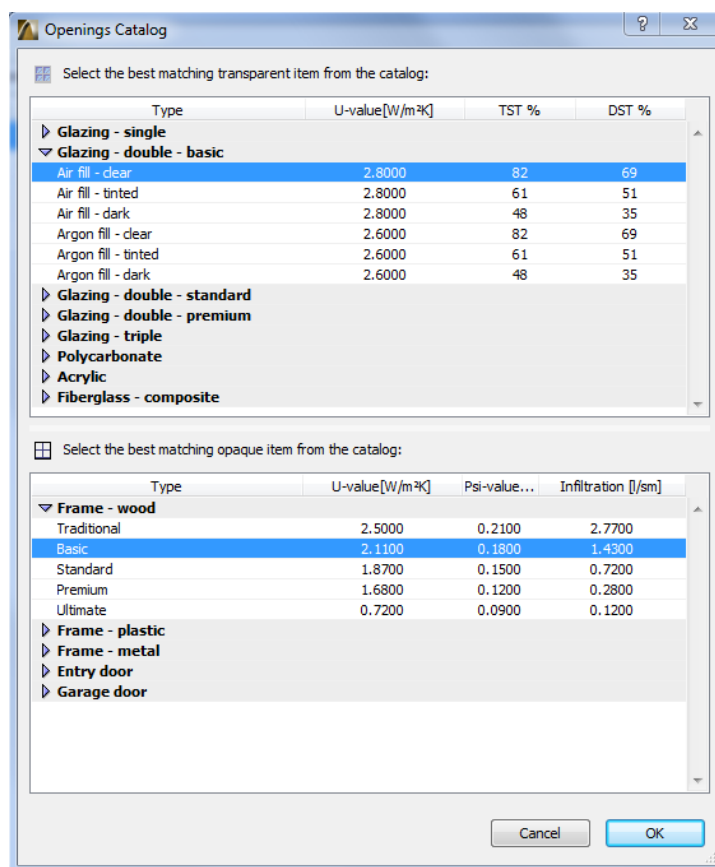 Openings Catalog
Select the best matching transparent item from the catalog:
Type U-value[W/m²K] TST % DST %
Glazing - single
Glazing - double - basic
Air fill - clear 2.8000 82 69
Air fill - tinted 2.8000 61 51
Air fill - dark 2.8000 48 35
Argon fill - clear 2.6000 82 69
Argon fill - tinted 2.6000 61 51
Argon fill - dark 2.6000 48 35
Glazing - double - standard
Glazing - double - premium
Glazing - triple
Polycarbonate
Acrylic
Fiberglass - composite
Select the best matching opaque item from the catalog:
Type U-value[W/m²K] Psi-value... Infiltration [l/sm]
Frame - wood
Traditional 2.5000 0.2100 2.7700
Basic 2.1100 0.1800 1.4300
Standard 1.8700 0.1500 0.7200
Premium 1.6800 0.1200 0.2800
Ultimate 0.7200 0.0900 0.1200
Frame - plastic
Frame - metal
Entry door
Garage door
Cancel OK